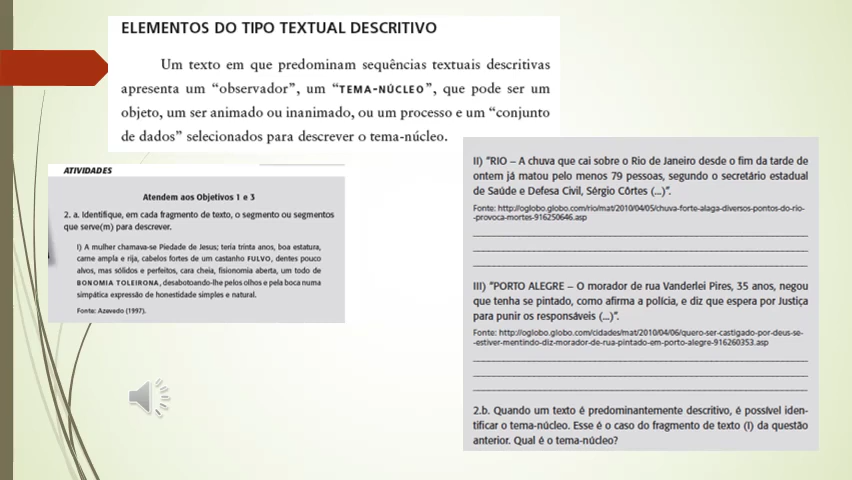 ELEMENTOS DO TIPO TEXTUAL DESCRITIVO
Um texto em que predominam sequências textuais descritivas
apresenta um “observador”, um “TEMA-NÚCLEO”, que pode ser um
objeto, um ser animado ou inanimado, ou um processo e um “conjunto
de dados” selecionados para descrever o tema-núcleo.
ATIVIDADES
Atendem aos Objetivos 1 e 3
2. a. Identifique, em cada fragmento de texto, o segmento ou segmentos
que serve(m) para descrever.
I) A mulher chamava-se Piedade de Jesus; teria trinta anos, boa estatura,
carne ampla e rija, cabelos fortes de um castanho FULVO, dentes pouco
alvos, mas sólidos e perfeitos, cara cheia, fisionomia aberta, um todo de
BONOMIA TOLEIRONA, desabotoando-lhe pelos olhos e pela boca numa
simpática expressão de honestidade simples e natural.
Fonte: Azevedo (1997).
II) “RIO – A chuva que cai sobre o Rio de Janeiro desde o fim da tarde de
ontem já matou pelo menos 79 pessoas, segundo o secretário estadual
de Saúde e Defesa Civil, Sérgio Côrtes (...)”.
Fonte: http://oglobo.globo.com/rio/mat/2010/04/05/chuva-forte-alaga-diversos-pontos-do-rio-
-provoca-mortes-916250646.asp
III) “PORTO ALEGRE – O morador de rua Vanderlei Pires, 35 anos, negou
que tenha se pintado, como afirma a polícia, e diz que espera por Justiça
para punir os responsáveis (...)”.
Fonte: http://oglobo.globo.com/cidades/mat/2010/04/06/quero-ser-castigado-por-deus-se-
-estiver-mentindo-diz-morador-de-rua-pintado-em-porto-alegre-916260353.asp
2.b. Quando um texto é predominantemente descritivo, é possível iden-
tificar o tema-núcleo. Esse é o caso do fragmento de texto (I) da questão
anterior. Qual é o tema-núcleo?